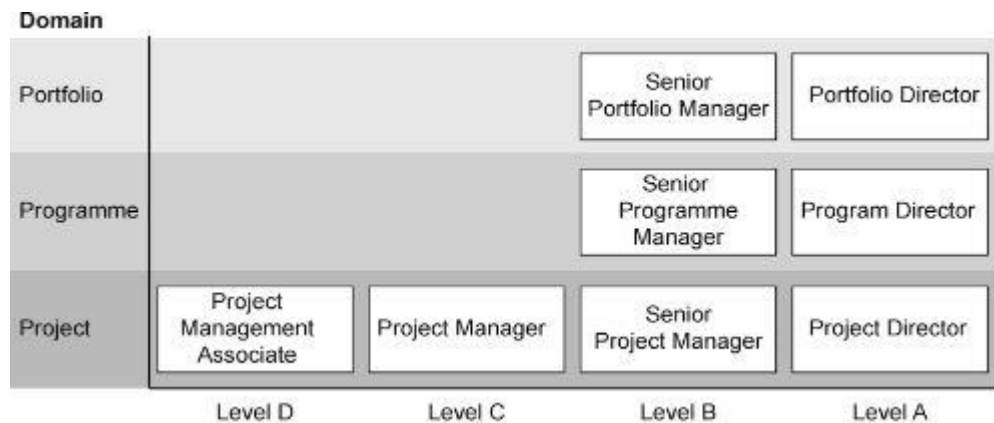 Domain
Portfolio
Senior
Portfolio Manager
Portfolio Director
Programme
Senior
Programme
Manager
Program Director
Project
Project
Management
Associate
Project Manager
Senior
Project Manager
Project Director
Level D
Level C
Level B
Level A